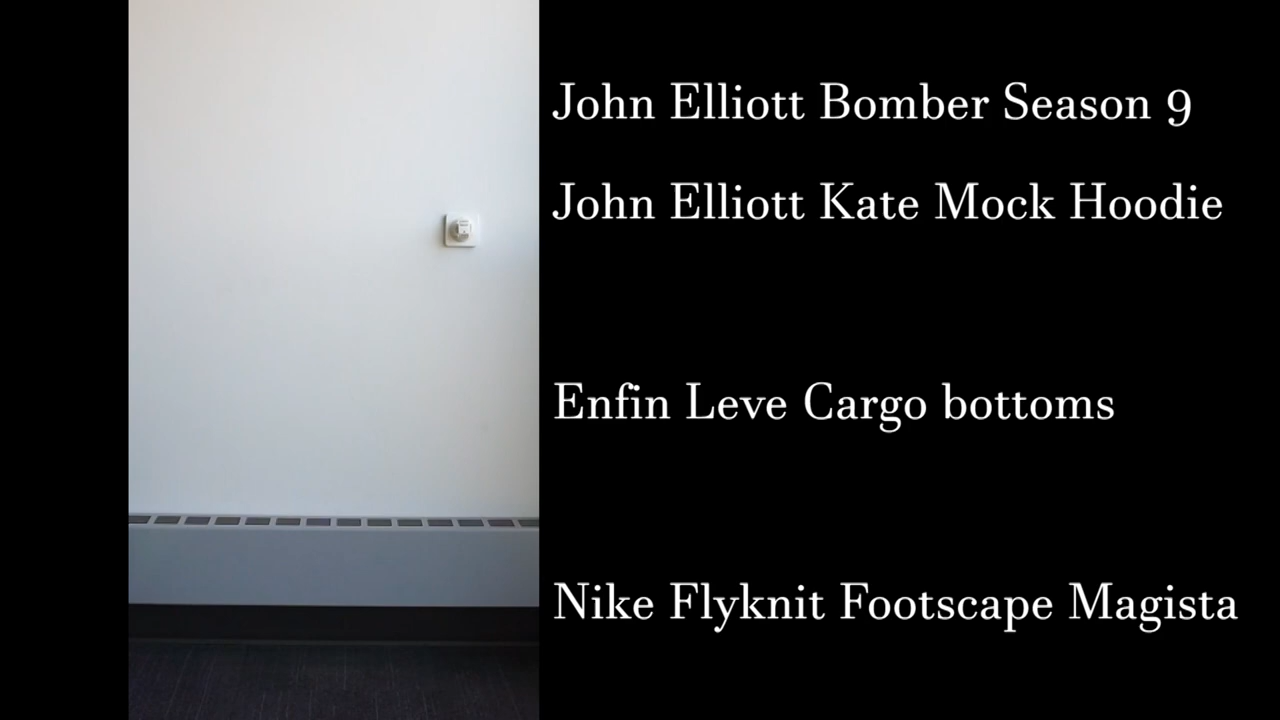 John Elliott Bomber Season 9
John Elliott Kate Mock Hoodie
Enfin Leve Cargo bottoms
Nike Flyknit Footscape Magista